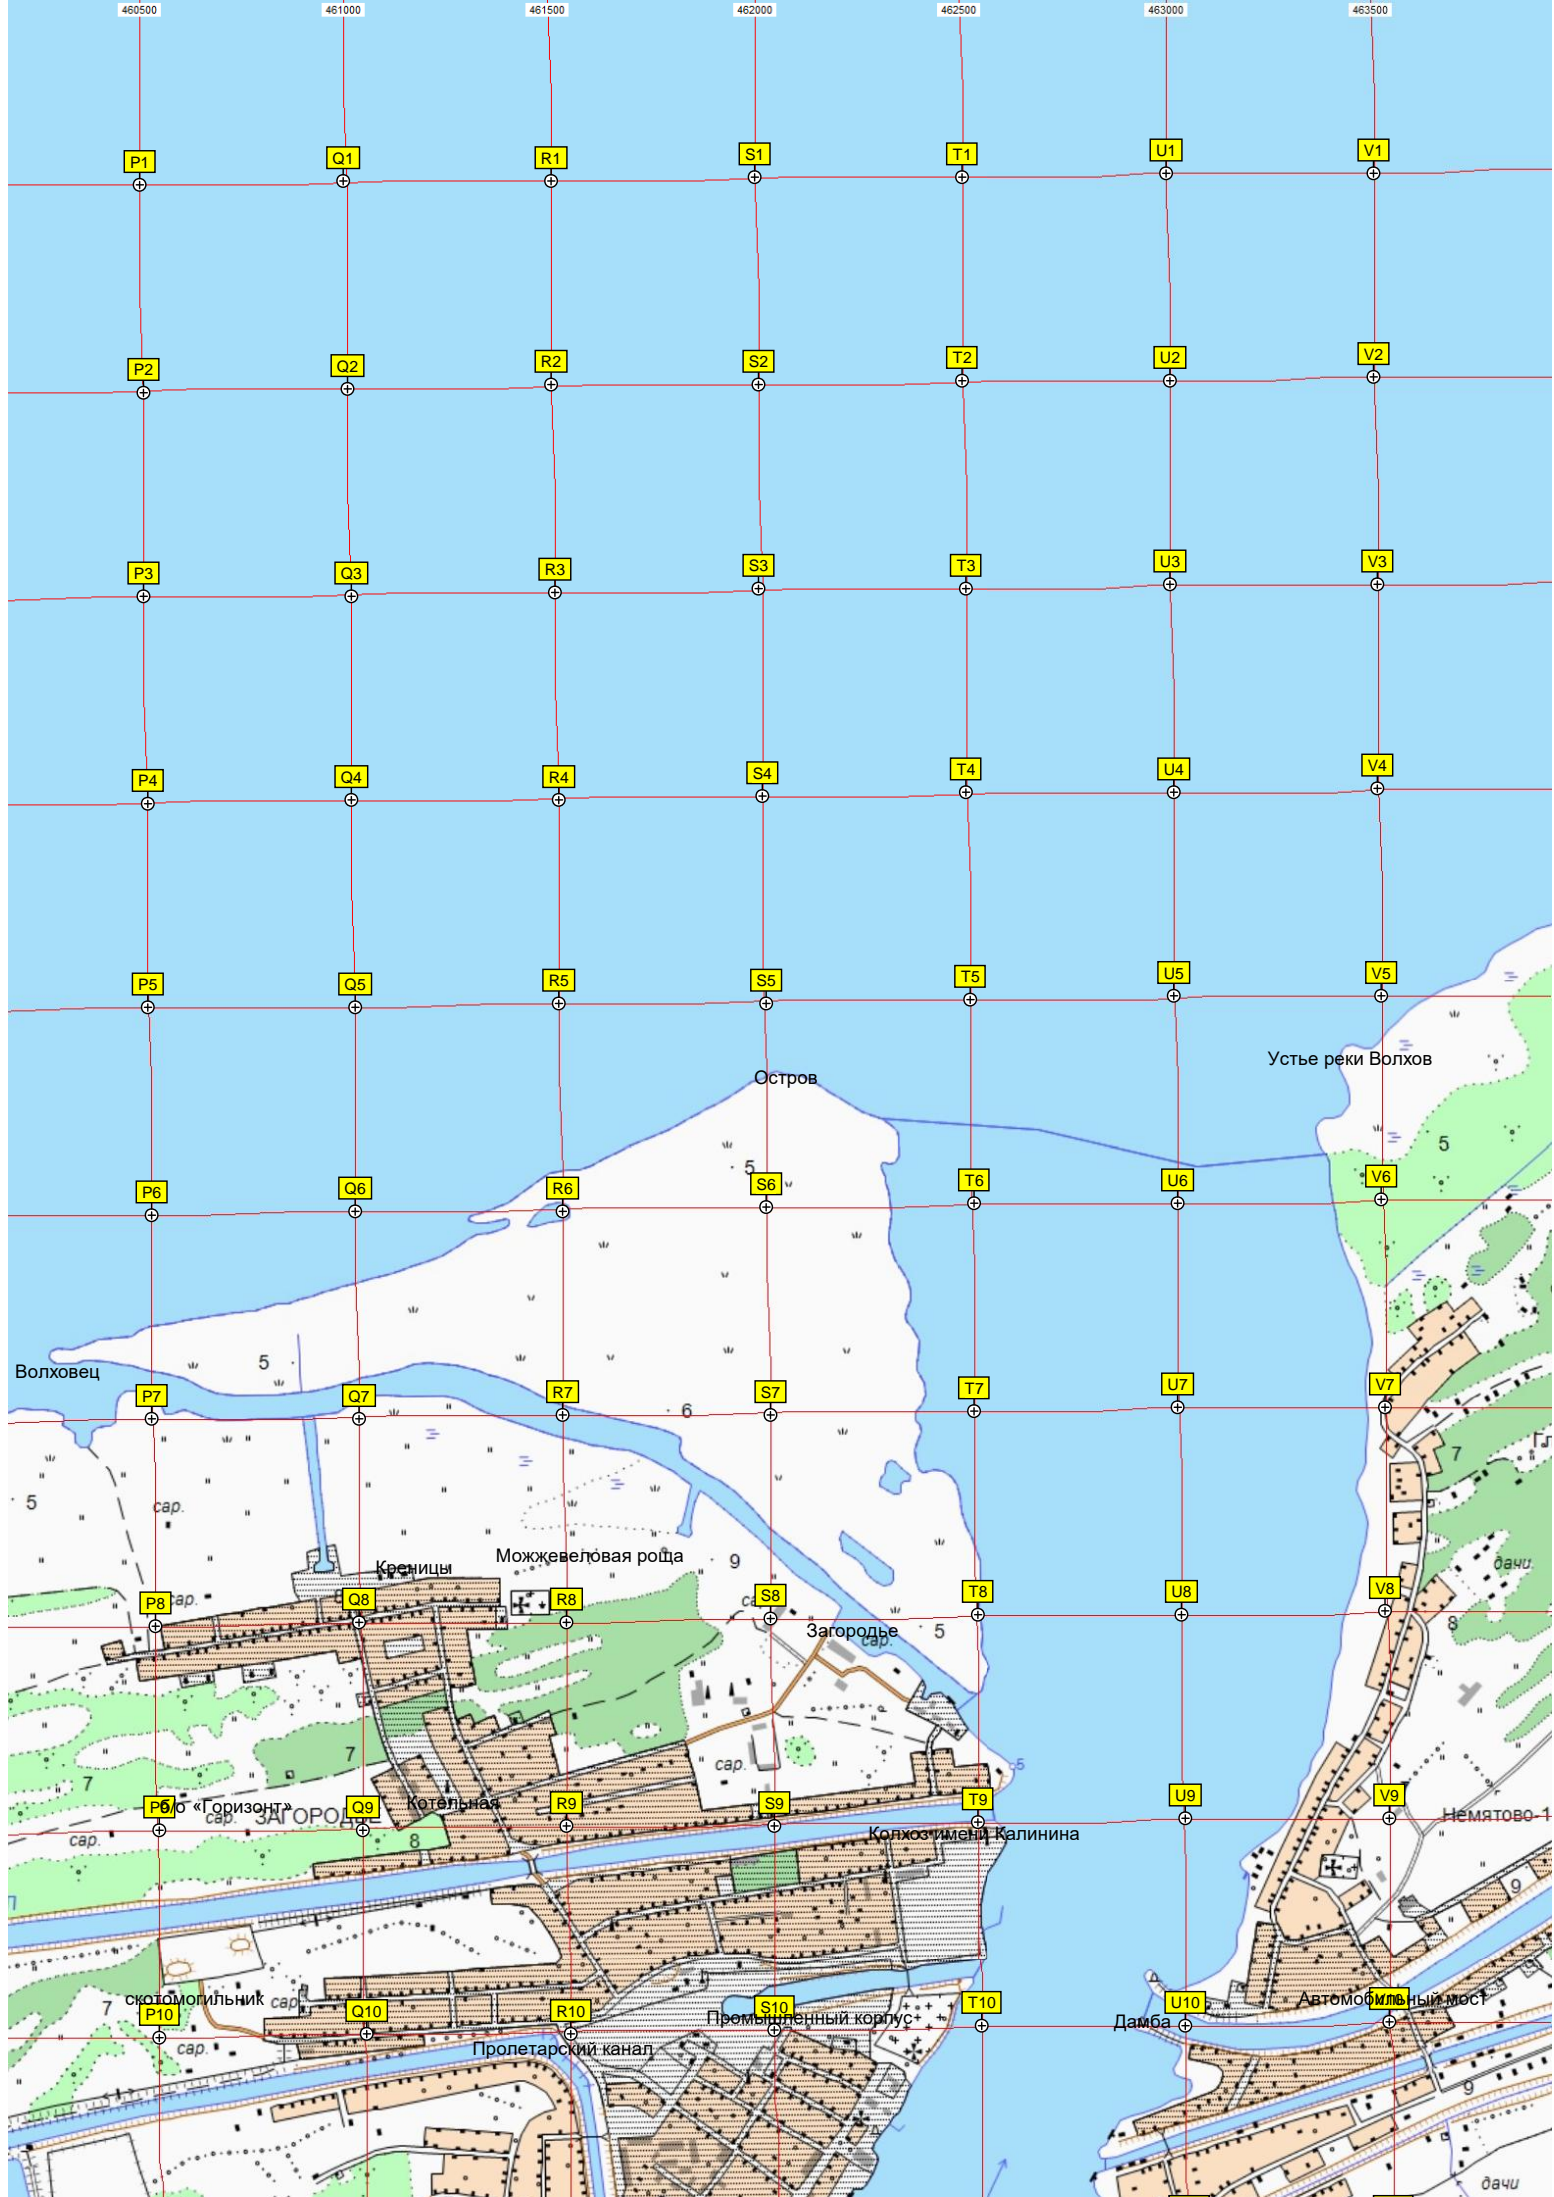 460500 461000 461500 462000 462500 463000 463500
P1 Q1 R1 S1 T1 U1 V1
P2 Q2 R2 S2 T2 U2 V2
P3 Q3 R3 S3 T3 U3 V3
P4 Q4 R4 S4 T4 U4 V4
P5 Q5 R5 S5 T5 U5 V5
Устье реки Волхов
Остров
5
5
P6 Q6 R6 S6 T6 U6 V6
Волховец
5
P7 Q7 R7 S7 T7 U7 V7
6
7
5
сар.
Можжевеловая роща
9
дачи
Креницы
сар.
P8 Q8 R8 S8 T8 U8 V8
8
Загородье
5
сар.
7
7
сар.
5
P9 б/о «Горизонт»
сар.
ЗАГОРОДЬЕ
Q9
Котельная
R9 S9 T9 U9 V9
Немятово-1
сар.
8
Колхоз имени Калинина
9
7
скотомогильник
сар.
Автомобильный мост
P10 Q10 R10 S10 T10 U10
Промышленный корпус
Дамба
сар.
Пролетарский канал
9
дачи